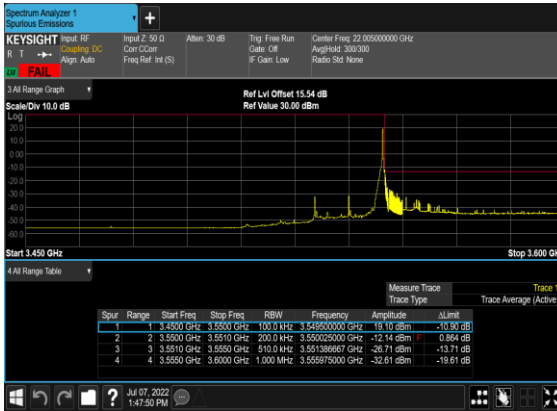 Spectrum Analyzer 1
Spurious Emissions
+
KEYSIGHT Input: RF Input Z: 50 Ω Atten: 30 dB Trig: Free Run Center Freq: 22.005000000 GHz
R T Coupling: DC Corr CCorr Gate: Off Avg|Hold: 300/300
Align: Auto Freq Ref: Int (S) IF Gain: Low Radio Std: None
FAIL
3 All Range Graph
Ref Lvl Offset 15.54 dB
Scale/Div 10.0 dB Ref Value 30.00 dBm
Log
20.0
10.0
0.00
-10.0
-20.0
-30.0
-40.0
-50.0
-60.0
Start 3.450 GHz Stop 3.600 G
4 All Range Table
Measure Trace Trace 1
Trace Type Trace Average (Active
Spur Range Start Freq Stop Freq RBW Frequency Amplitude ΔLimit
1 1 3.4500 GHz 3.5500 GHz 100.0 kHz 3.549500000 GHz 19.10 dBm -10.90 dB
2 2 3.5500 GHz 3.5510 GHz 200.0 kHz 3.550025000 GHz -12.14 dBm F 0.864 dB
3 3 3.5510 GHz 3.5550 GHz 510.0 kHz 3.551386667 GHz -26.71 dBm -13.71 dB
4 4 3.5550 GHz 3.6000 GHz 1.000 MHz 3.555975000 GHz -32.61 dBm -19.61 dB
? Jul 07, 2022
1:47:50 PM